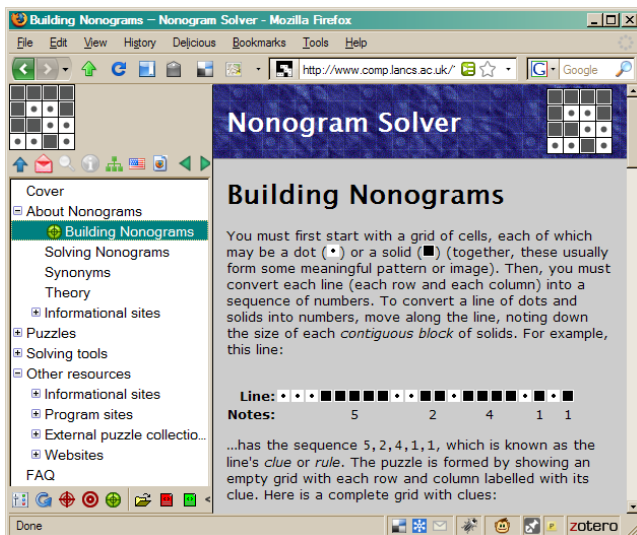 Building Nonograms — Nonogram Solver - Mozilla Firefox
File Edit View History Delicious Bookmarks Tools Help
http://www.comp.lancs.ac.uk/ G Google
Nonogram Solver
Cover
About Nonograms
Building Nonograms
Solving Nonograms
Synonyms
Theory
Informational sites
Puzzles
Solving tools
Other resources
Informational sites
Program sites
External puzzle collectio...
Websites
FAQ
Building Nonograms
You must first start with a grid of cells, each of which
may be a dot (·) or a solid (■) (together, these usually
form some meaningful pattern or image). Then, you must
convert each line (each row and each column) into a
sequence of numbers. To convert a line of dots and
solids into numbers, move along the line, noting down
the size of each contiguous block of solids. For example,
this line:
Line:
Notes: 5 2 4 1 1
...has the sequence 5,2,4,1,1, which is known as the
line's clue or rule. The puzzle is formed by showing an
empty grid with each row and column labelled with its
clue. Here is a complete grid with clues:
Done zotero